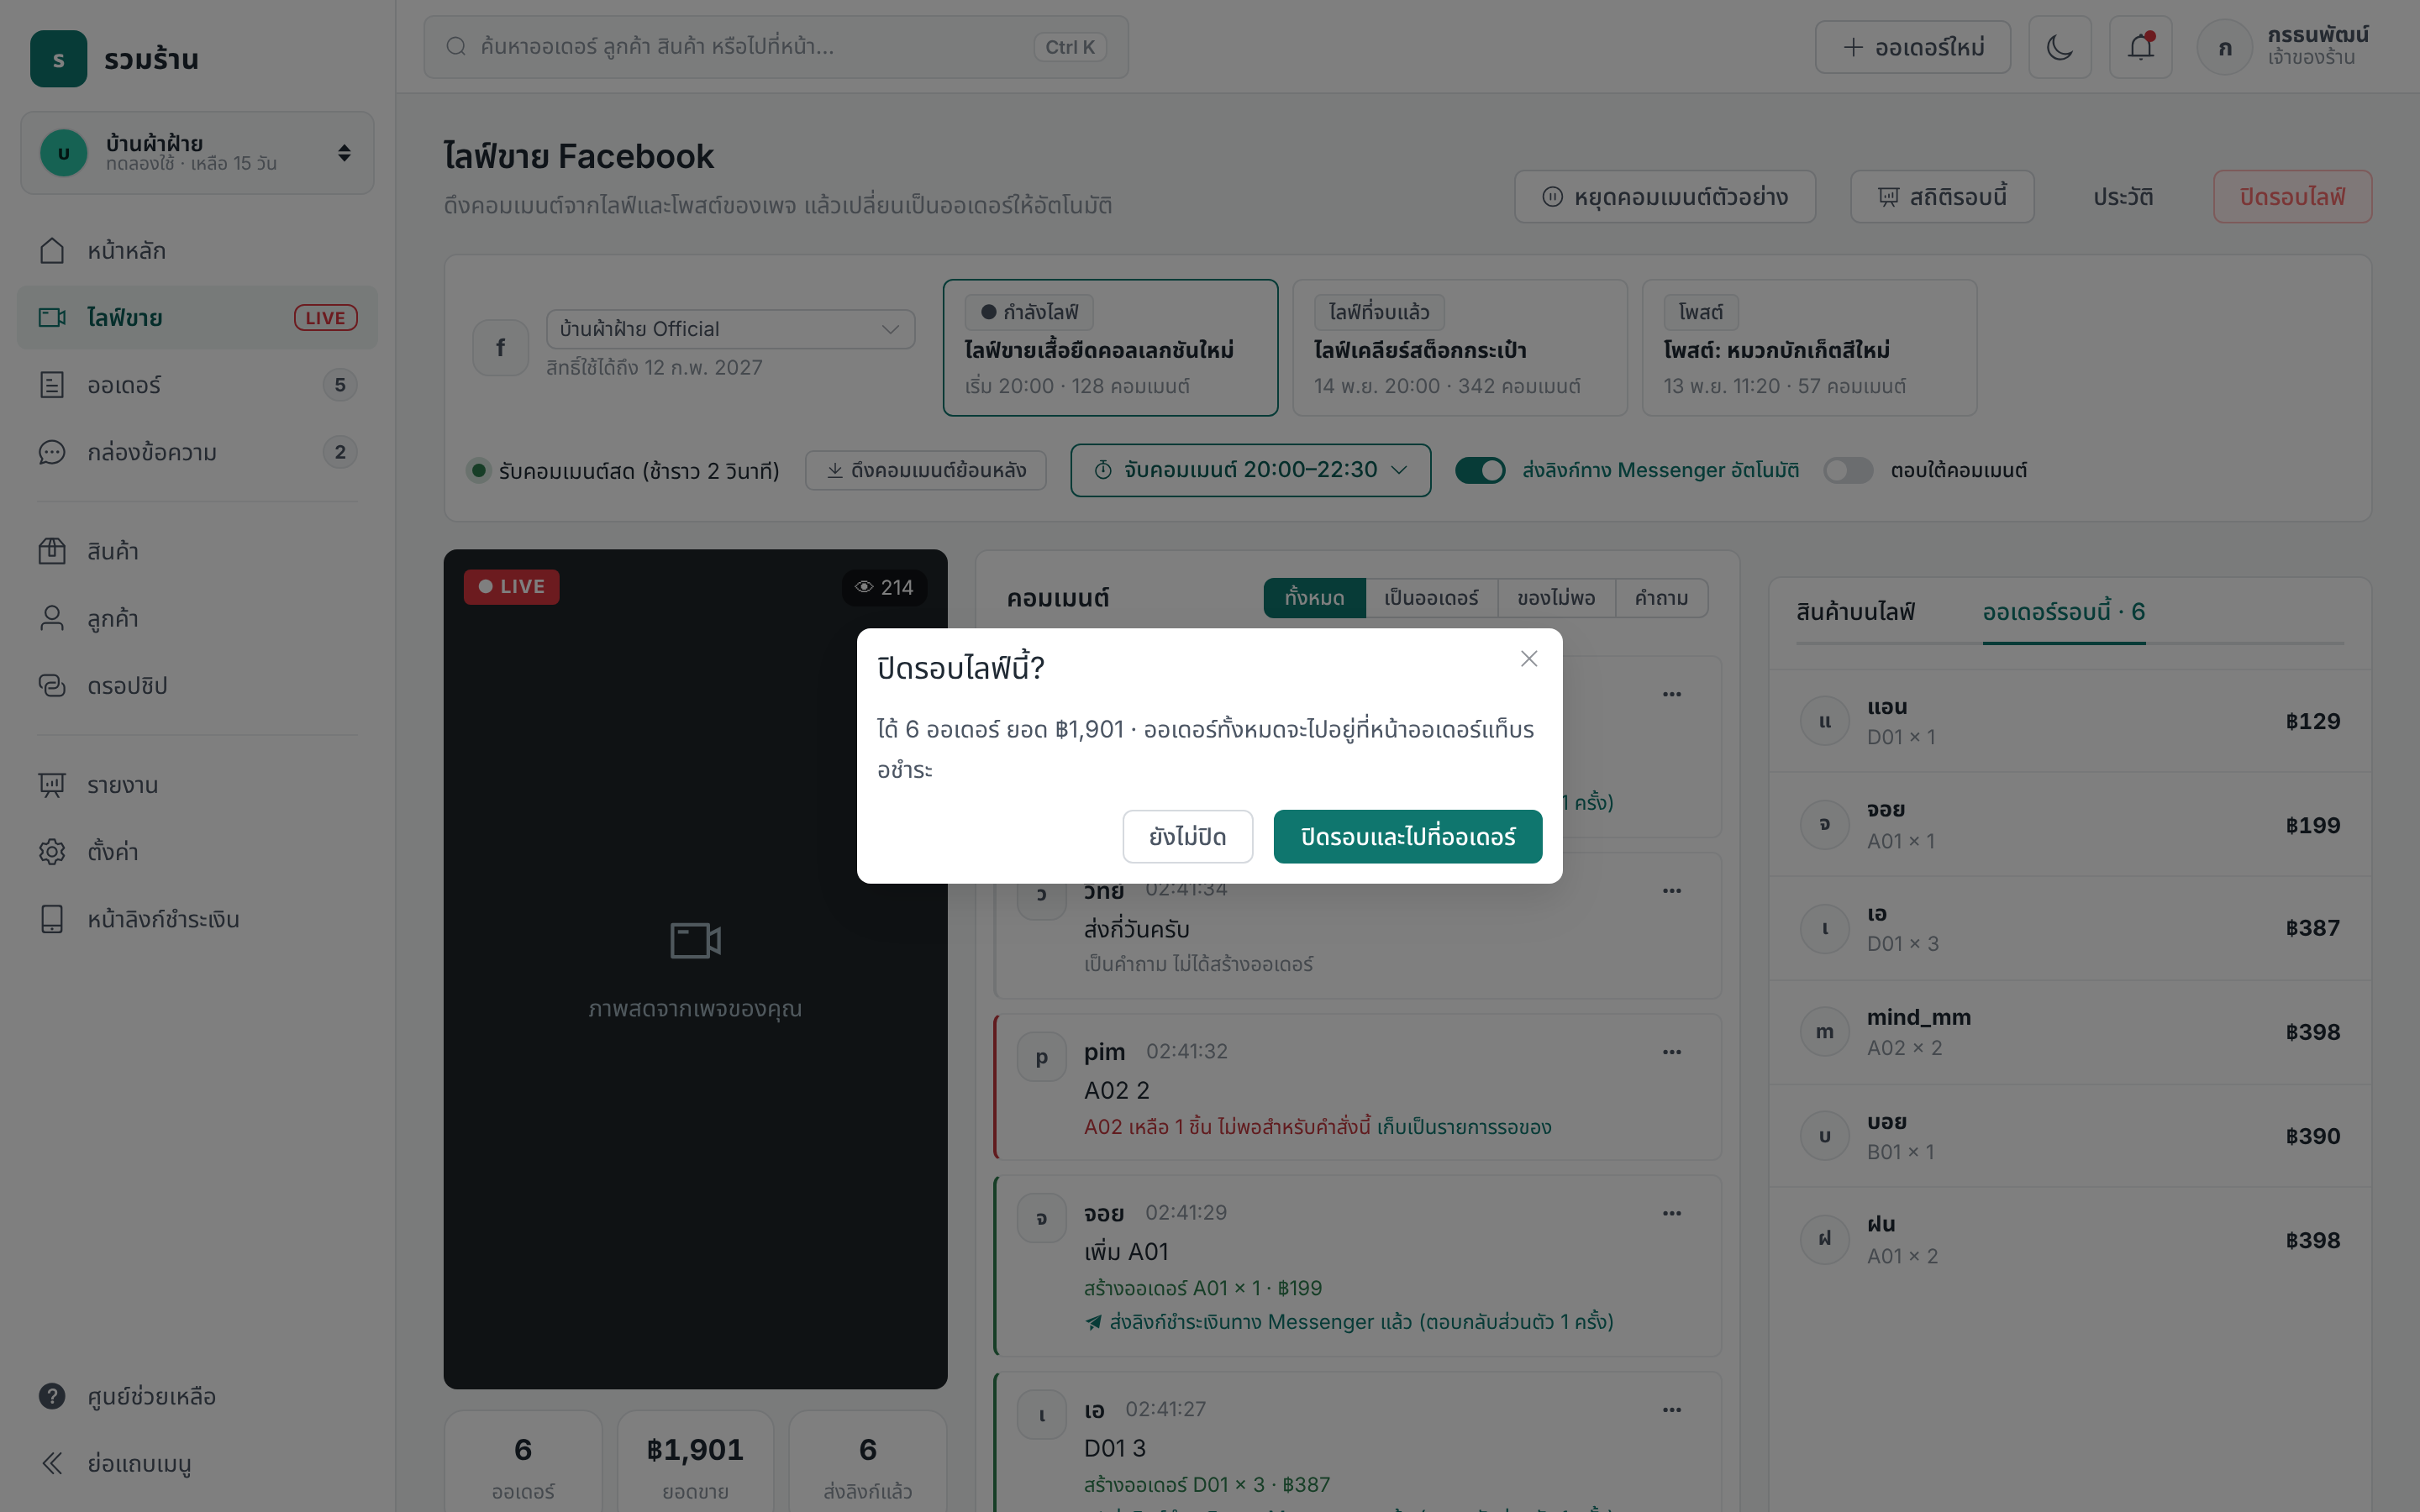 s รวมร้าน
บ บ้านผ้าฝ้าย
ทดลองใช้ · เหลือ 15 วัน
หน้าหลัก
ไลฟ์ขาย LIVE
ออเดอร์ 5
กล่องข้อความ 2
สินค้า
ลูกค้า
ดรอปชิป
รายงาน
ตั้งค่า
หน้าลิงก์ชำระเงิน
ศูนย์ช่วยเหลือ
ย่อแถบเมนู
ค้นหาออเดอร์ ลูกค้า สินค้า หรือไปที่หน้า... Ctrl K
ออเดอร์ใหม่
ก กรธนพัฒน์
เจ้าของร้าน
ไลฟ์ขาย Facebook
ดึงคอมเมนต์จากไลฟ์และโพสต์ของเพจ แล้วเปลี่ยนเป็นออเดอร์ให้อัตโนมัติ
หยุดคอมเมนต์ตัวอย่าง สถิติรอบนี้ ประวัติ ปิดรอบไลฟ์
f บ้านผ้าฝ้าย Official
สิทธิ์ใช้ได้ถึง 12 ก.พ. 2027
กำลังไลฟ์
ไลฟ์ขายเสื้อยืดคอลเลกชันใหม่
เริ่ม 20:00 · 128 คอมเมนต์
ไลฟ์ที่จบแล้ว
ไลฟ์เคลียร์สต็อกกระเป๋า
14 พ.ย. 20:00 · 342 คอมเมนต์
โพสต์
โพสต์: หมวกบักเก็ตสีใหม่
13 พ.ย. 11:20 · 57 คอมเมนต์
รับคอมเมนต์สด (ช้าราว 2 วินาที) ดึงคอมเมนต์ย้อนหลัง จับคอมเมนต์ 20:00–22:30 ส่งลิงก์ทาง Messenger อัตโนมัติ ตอบใต้คอมเมนต์
LIVE 214
ภาพสดจากเพจของคุณ
6
ออเดอร์
฿1,901
ยอดขาย
6
ส่งลิงก์แล้ว
คอมเมนต์ ทั้งหมด เป็นออเดอร์ ของไม่พอ คำถาม
ปิดรอบไลฟ์นี้?
ได้ 6 ออเดอร์ ยอด ฿1,901 · ออเดอร์ทั้งหมดจะไปอยู่ที่หน้าออเดอร์แท็บร
อชำระ
ยังไม่ปิด ปิดรอบและไปที่ออเดอร์
1 ครั้ง)
ว วิทย์ 02:41:34
ส่งกี่วันครับ
เป็นคำถาม ไม่ได้สร้างออเดอร์
p pim 02:41:32
A02 2
A02 เหลือ 1 ชิ้น ไม่พอสำหรับคำสั่งนี้ เก็บเป็นรายการรอของ
จ จอย 02:41:29
เพิ่ม A01
สร้างออเดอร์ A01 × 1 · ฿199
ส่งลิงก์ชำระเงินทาง Messenger แล้ว (ตอบกลับส่วนตัว 1 ครั้ง)
เ เอ 02:41:27
D01 3
สร้างออเดอร์ D01 × 3 · ฿387
สินค้าบนไลฟ์ ออเดอร์รอบนี้ · 6
แ แอน ฿129
D01 × 1
จ จอย ฿199
A01 × 1
เ เอ ฿387
D01 × 3
m mind_mm ฿398
A02 × 2
บ บอย ฿390
B01 × 1
ฝ ฝน ฿398
A01 × 2